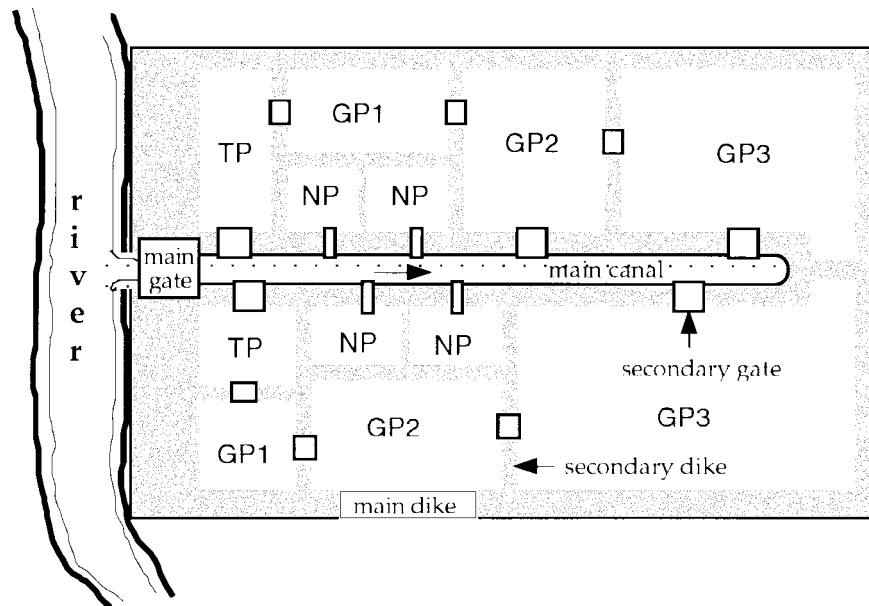 river
GP1
TP
GP2
GP3
NP
NP
main
gate
main canal
TP
NP
NP
secondary gate
GP1
GP2
GP3
secondary dike
main dike